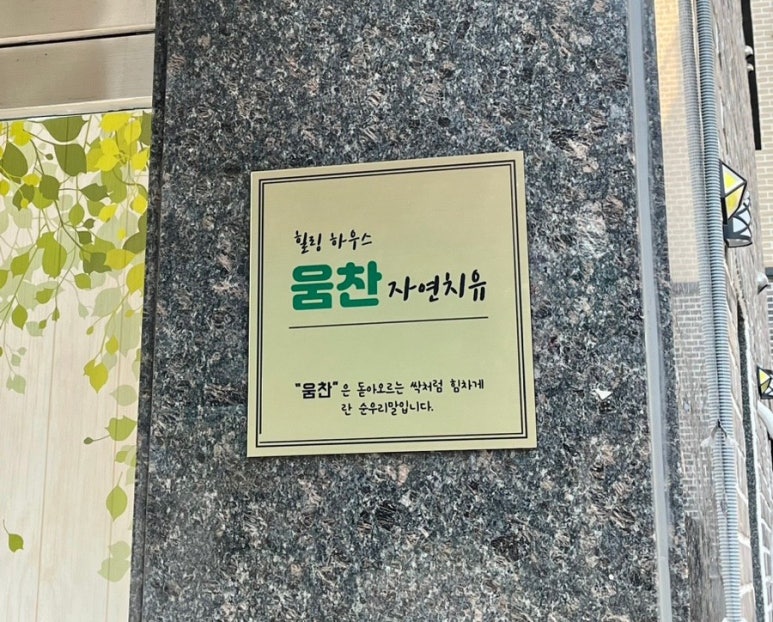 힐링 하우스
움찬 자연치유
"움찬"은 돋아오르는 싹처럼 힘차게
란 순우리말입니다.